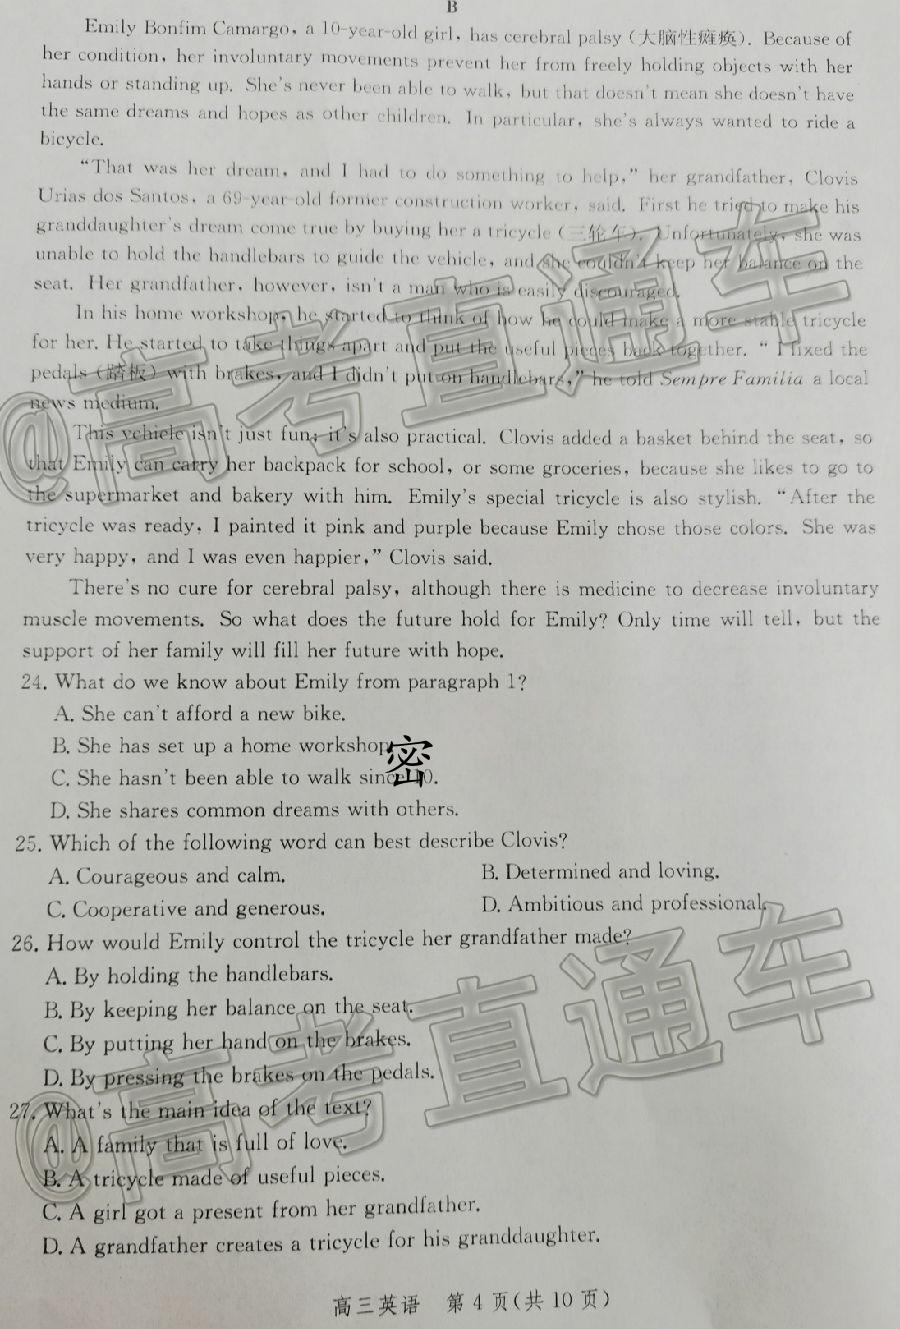 B
Emily Bonfim Camargo, a 10-year-old girl, has cerebral palsy (大脑性瘫痪). Because of
her condition, her involuntary movements prevent her from freely holding objects with her
hands or standing up. She's never been able to walk, but that doesn't mean she doesn't have
the same dreams and hopes as other children. In particular, she's always wanted to ride a
bicycle.
"That was her dream, and I had to do something to help," her grandfather, Clovis
Urias dos Santos, a 69-year-old former construction worker, said. First he tried to make his
granddaughter's dream come true by buying her a tricycle (三轮车). Unfortunately, she was
unable to hold the handlebars to guide the vehicle, and she couldn't keep her balance on the
seat. Her grandfather, however, isn't a man who is easily discouraged.
In his home workshop, he started to think of how he could make a more stable tricycle
for her. He started to take things apart and put the useful pieces back together. "I fixed the
pedals (踏板) with brakes, and I didn't put on handlebars," he told Sempre Familia a local
news medium.
This vehicle isn't just fun; it's also practical. Clovis added a basket behind the seat, so
that Emily can carry her backpack for school, or some groceries, because she likes to go to
the supermarket and bakery with him. Emily's special tricycle is also stylish. "After the
tricycle was ready, I painted it pink and purple because Emily chose those colors. She was
very happy, and I was even happier," Clovis said.
There's no cure for cerebral palsy, although there is medicine to decrease involuntary
muscle movements. So what does the future hold for Emily? Only time will tell, but the
support of her family will fill her future with hope.
24. What do we know about Emily from paragraph 1?
A. She can't afford a new bike.
B. She has set up a home workshop
密
C. She hasn't been able to walk since 10.
D. She shares common dreams with others.
25. Which of the following word can best describe Clovis?
A. Courageous and calm.
B. Determined and loving.
C. Cooperative and generous.
D. Ambitious and professional.
26. How would Emily control the tricycle her grandfather made?
A. By holding the handlebars.
B. By keeping her balance on the seat.
C. By putting her hand on the brakes.
D. By pressing the brakes on the pedals.
27. What's the main idea of the text?
A. A family that is full of love.
B. A tricycle made of useful pieces.
C. A girl got a present from her grandfather.
D. A grandfather creates a tricycle for his granddaughter.
高三英语 第 4 页(共 10 页)
@高考直通车
@高考直通车